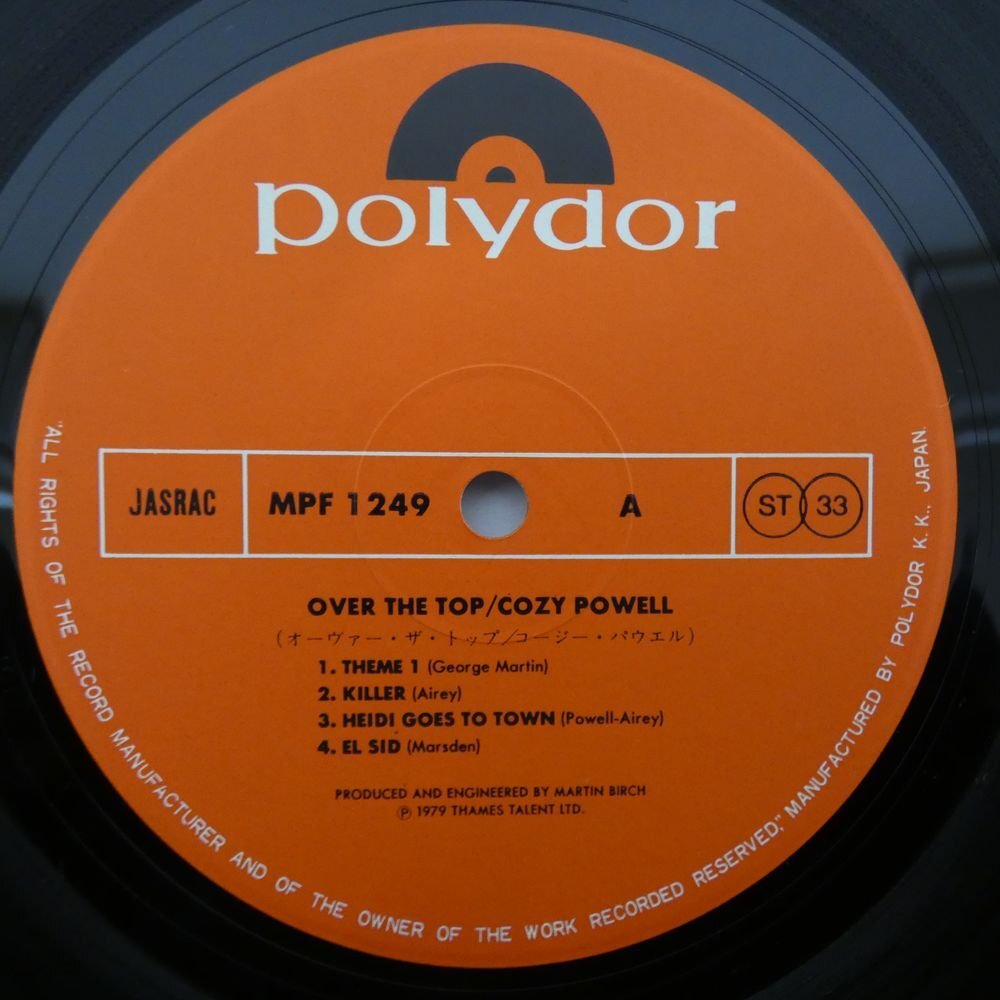 polydor
JASRAC
MPF 1249
A
ST 33
OVER THE TOP/COZY POWELL
(オーヴァー・ザ・トップ/コージー・パウエル)
1. THEME 1 (George Martin)
2. KILLER (Airey)
3. HEIDI GOES TO TOWN (Powell-Airey)
4. EL SID (Marsden)
PRODUCED AND ENGINEERED BY MARTIN BIRCH
Ⓟ 1979 THAMES TALENT LTD.
"ALL RIGHTS OF THE RECORD MANUFACTURER AND OF THE OWNER OF THE WORK RECORDED RESERVED," MANUFACTURED BY POLYDOR K.K., JAPAN.